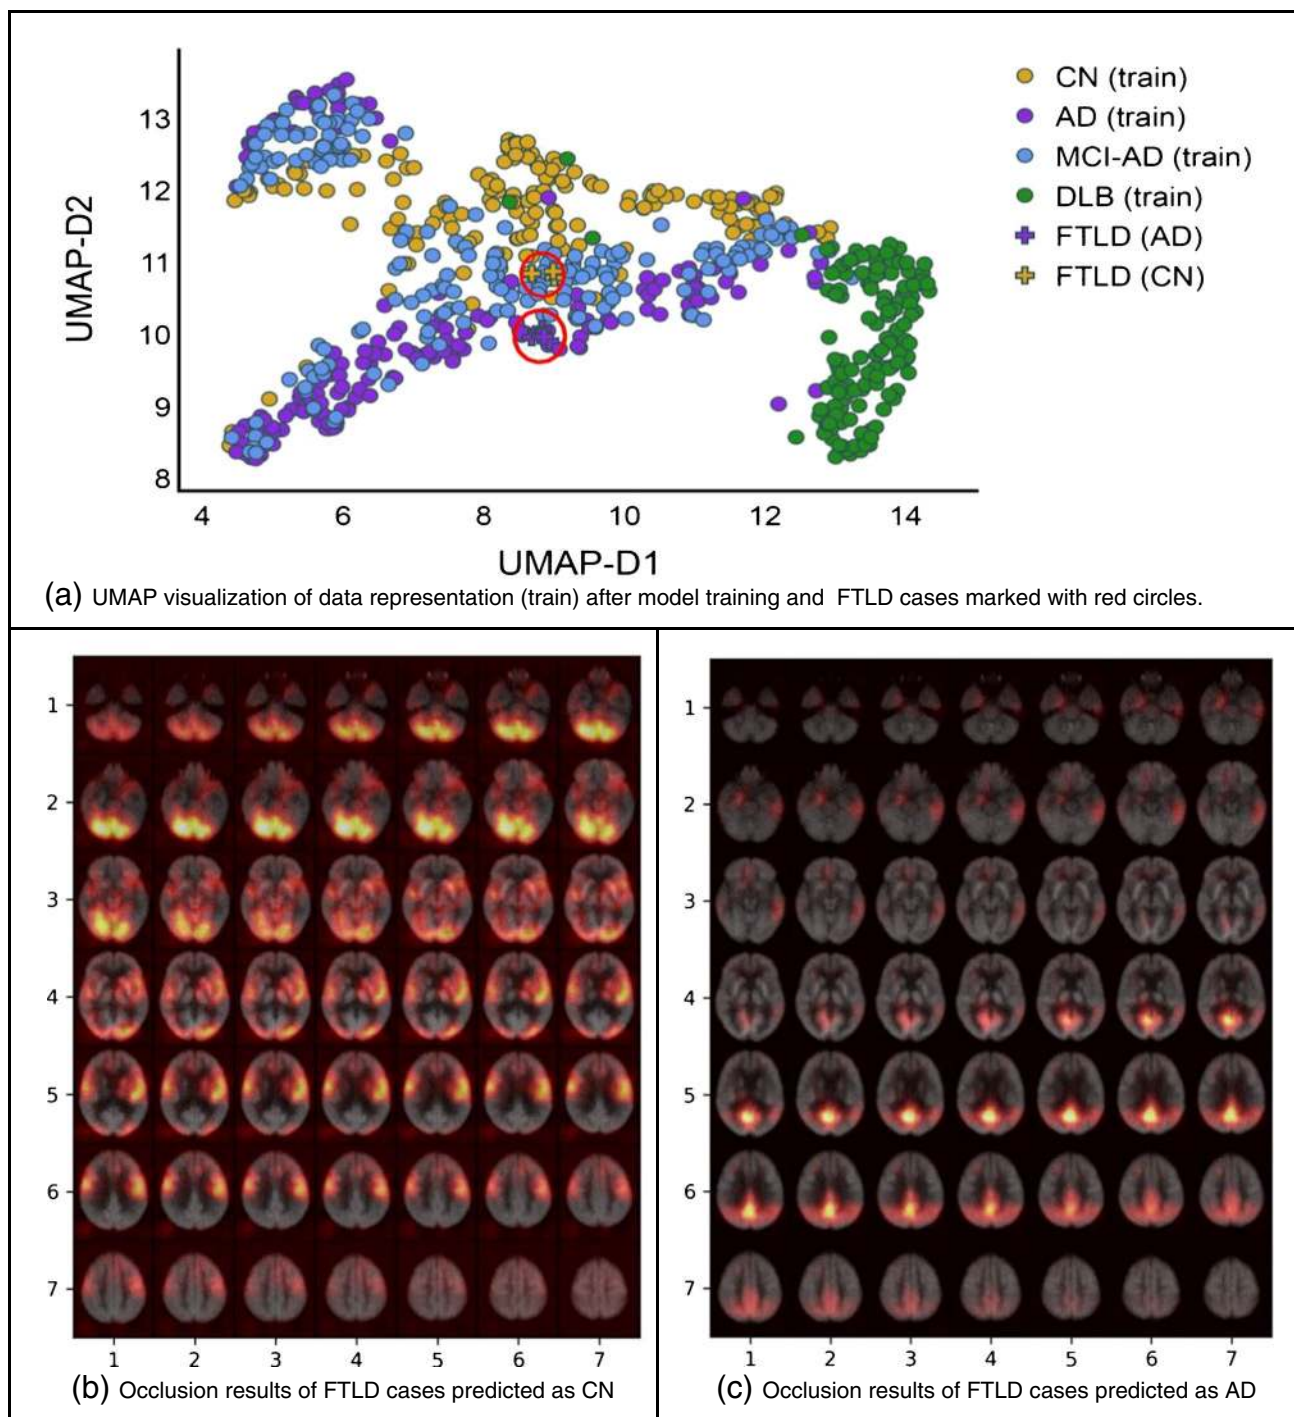 13
12
11
10
9
8
UMAP-D2
4 6 8 10 12 14
UMAP-D1
CN (train)
AD (train)
MCI-AD (train)
DLB (train)
FTLD (AD)
FTLD (CN)
(a) UMAP visualization of data representation (train) after model training and FTLD cases marked with red circles.
1
2
3
4
5
6
7
1 2 3 4 5 6 7
(b) Occlusion results of FTLD cases predicted as CN
1
2
3
4
5
6
7
1 2 3 4 5 6 7
(c) Occlusion results of FTLD cases predicted as AD